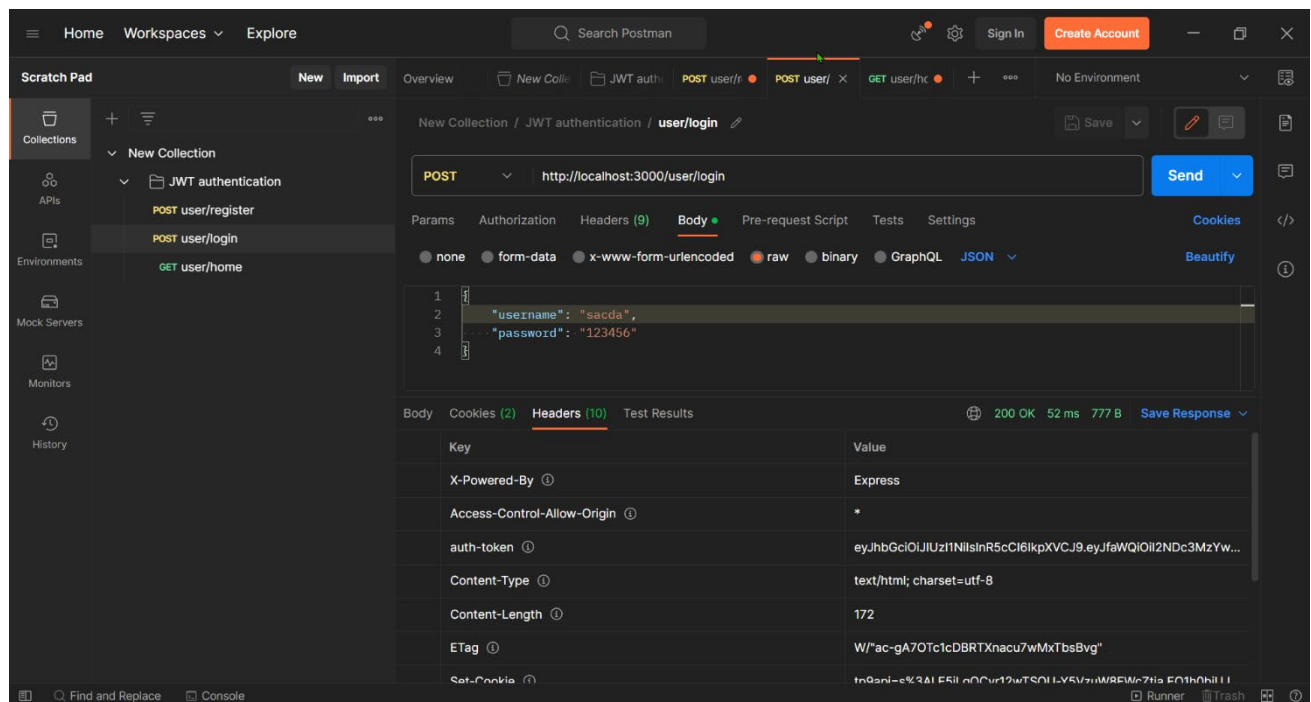 Home Workspaces Explore Search Postman Sign In Create Account
Scratch Pad New Import Overview New Colle JWT auth POST user/r POST user/ GET user/hc No Environment
Collections
New Collection / JWT authentication / user/login Save
New Collection
JWT authentication
POST http://localhost:3000/user/login Send
APIs
POST user/register
Params Authorization Headers (9) Body Pre-request Script Tests Settings Cookies
POST user/login
Environments
none form-data x-www-form-urlencoded raw binary GraphQL JSON Beautify
GET user/home
1 {
2 "username": "sacda",
3 "password": "123456"
4 }
Mock Servers
Monitors
Body Cookies (2) Headers (10) Test Results 200 OK 52 ms 777 B Save Response
History
Key Value
X-Powered-By Express
Access-Control-Allow-Origin *
auth-token
Content-Type text/html; charset=utf-8
Content-Length 172
ETag W/"ac-gA7OTc1cDBRTXnacu7wMxTbsBvg"
Set-Cookie
Find and Replace Console Runner Trash